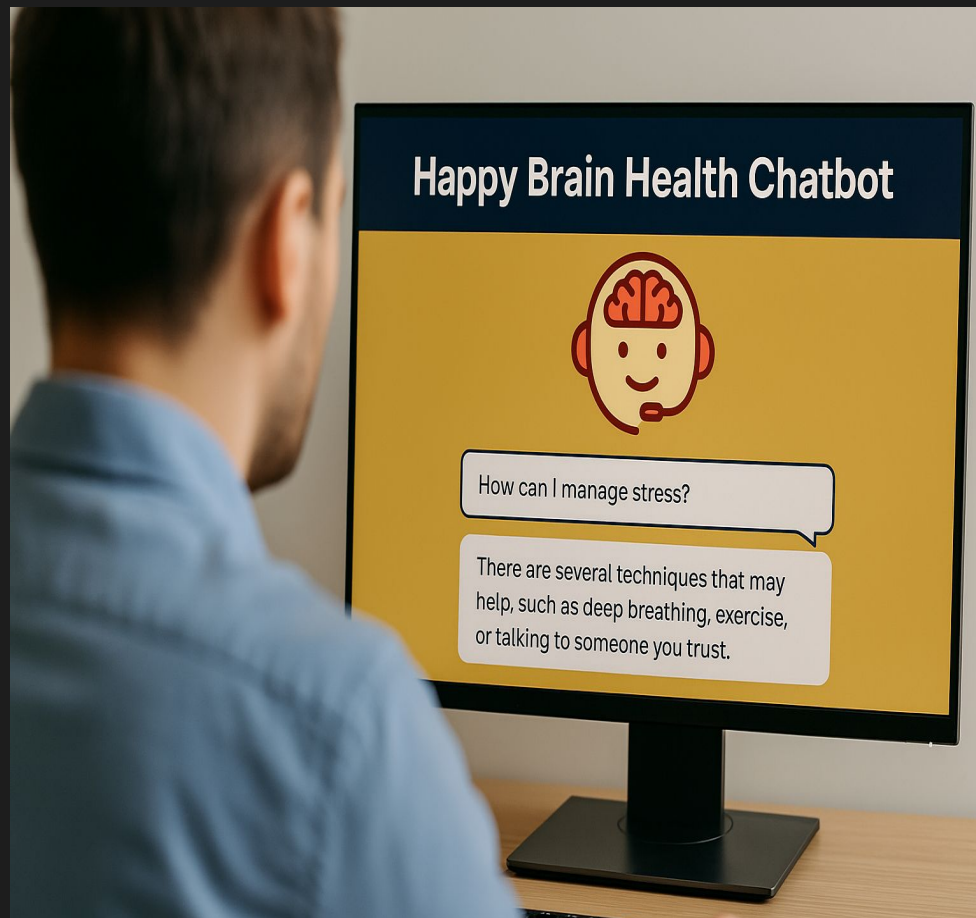 Happy Brain Health Chatbot
How can I manage stress?
There are several techniques that may
help, such as deep breathing, exercise,
or talking to someone you trust.